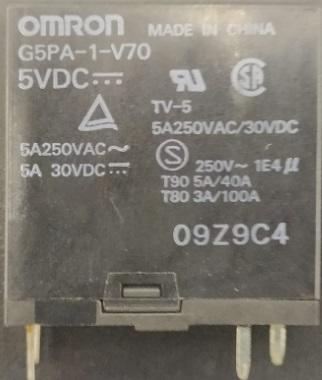 OMRON MADE IN CHINA
G5PA-1-V70
5VDC⎓
TV-5
5A250VAC/30VDC
5A250VAC~
5A 30VDC⎓
S 250V~ 1E4 µ
T90 5A/40A
T80 3A/100A
09Z9C4